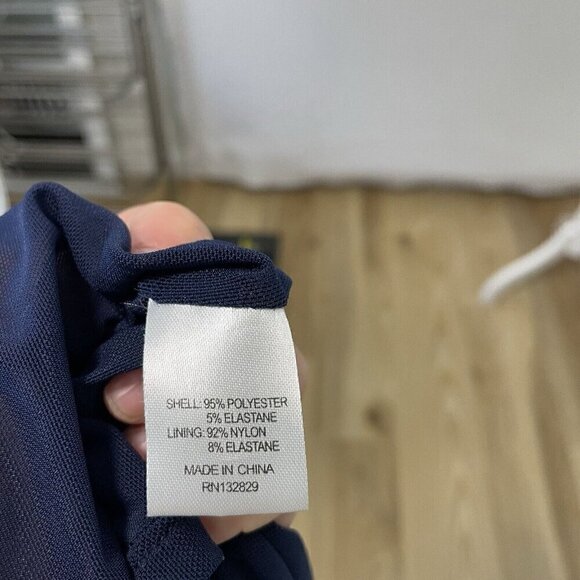 SHELL: 95% POLYESTER
5% ELASTANE
LINING: 92% NYLON
8% ELASTANE
MADE IN CHINA
RN132829